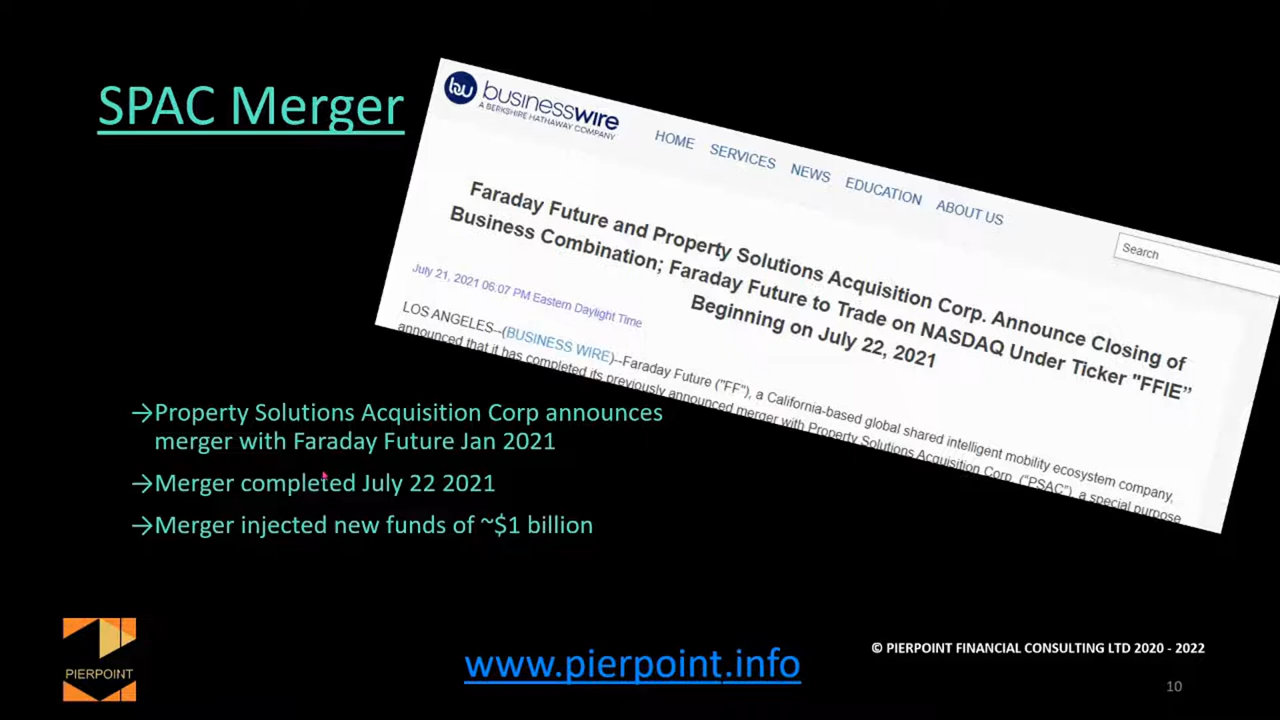 SPAC Merger
bu businesswire
A BERKSHIRE HATHAWAY COMPANY
HOME SERVICES NEWS EDUCATION ABOUT US
Search
Faraday Future and Property Solutions Acquisition Corp. Announce Closing of
Business Combination; Faraday Future to Trade on NASDAQ Under Ticker "FFIE”
Beginning on July 22, 2021
July 21, 2021 06:07 PM Eastern Daylight Time
LOS ANGELES--(BUSINESS WIRE)--Faraday Future ("FF"), a California-based global shared intelligent mobility ecosystem company,
announced that it has completed its previously announced merger with Property Solutions Acquisition Corp. ("PSAC"), a special purpose
→Property Solutions Acquisition Corp announces
merger with Faraday Future Jan 2021
→Merger completed July 22 2021
→Merger injected new funds of ~$1 billion
PIERPOINT
www.pierpoint.info
© PIERPOINT FINANCIAL CONSULTING LTD 2020 - 2022
10